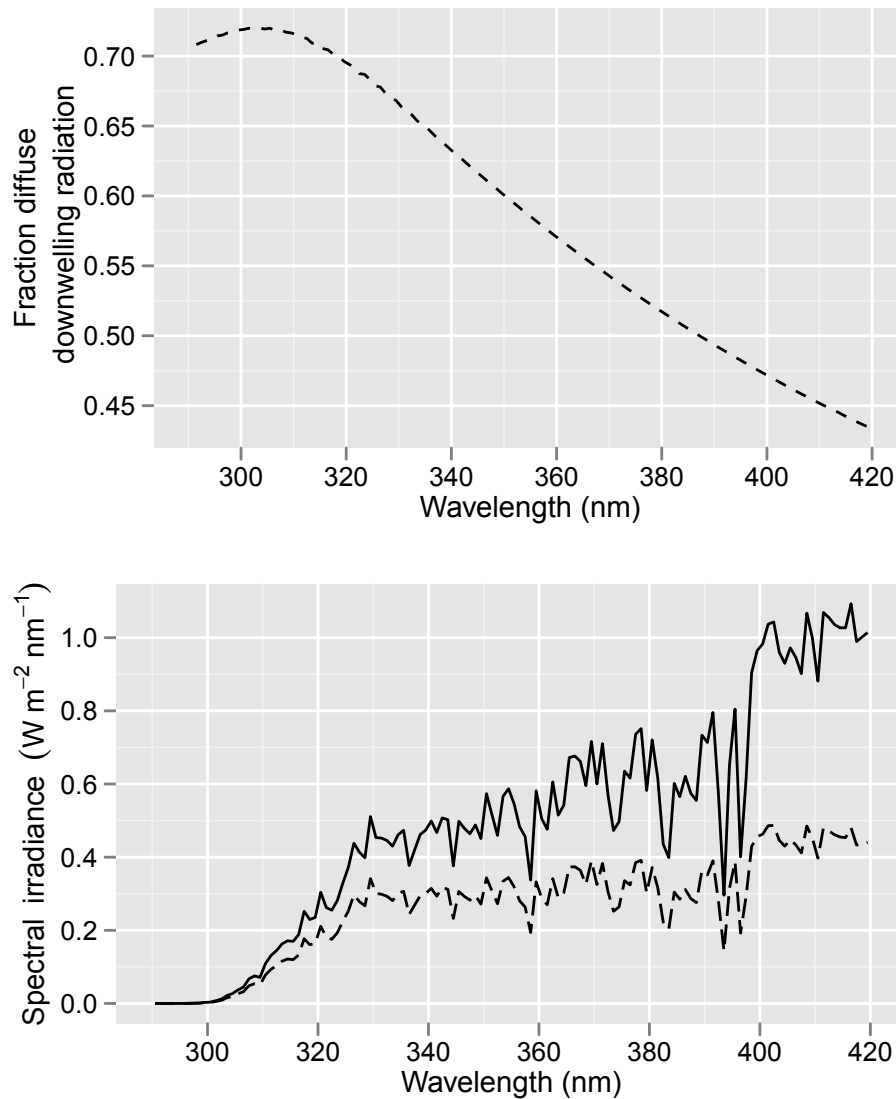 Fraction diffuse
downwelling radiation
0.70
0.65
0.60
0.55
0.50
0.45
300 320 340 360 380 400 420
Wavelength (nm)
Spectral irradiance (W m−2 nm−1)
1.0
0.8
0.6
0.4
0.2
0.0
300 320 340 360 380 400 420
Wavelength (nm)